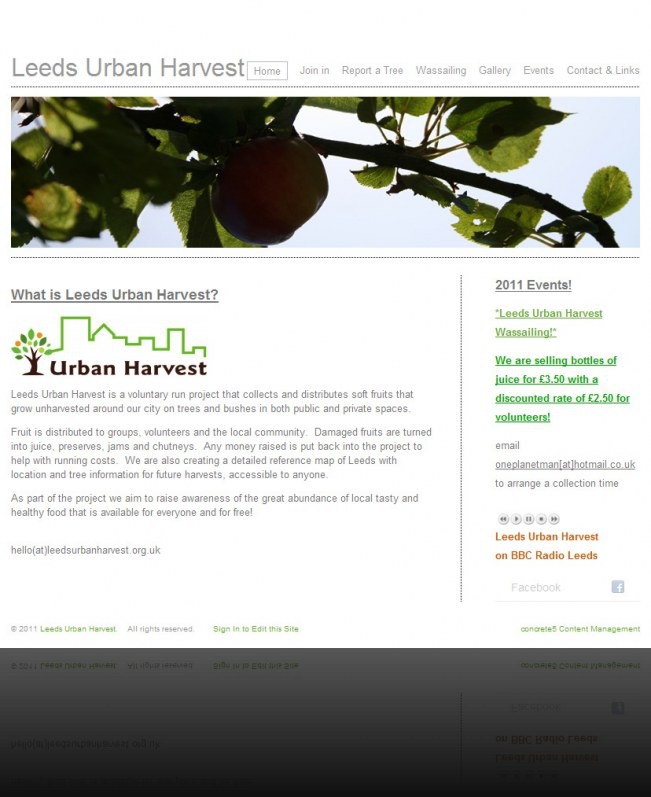 Leeds Urban Harvest
Home Join in Report a Tree Wassailing Gallery Events Contact & Links
What is Leeds Urban Harvest?
Urban Harvest
Leeds Urban Harvest is a voluntary run project that collects and distributes soft fruits that
grow unharvested around our city on trees and bushes in both public and private spaces.
Fruit is distributed to groups, volunteers and the local community. Damaged fruits are turned
into juice, preserves, jams and chutneys. Any money raised is put back into the project to
help with running costs. We are also creating a detailed reference map of Leeds with
location and tree information for future harvests, accessible to anyone.
As part of the project we aim to raise awareness of the great abundance of local tasty and
healthy food that is available for everyone and for free!
hello(at)leedsurbanharvest.org.uk
2011 Events!
*Leeds Urban Harvest
Wassailing!*
We are selling bottles of
juice for £3.50 with a
discounted rate of £2.50 for
volunteers!
email
oneplanetman[at]hotmail.co.uk
to arrange a collection time
Leeds Urban Harvest
on BBC Radio Leeds
Facebook
© 2011 Leeds Urban Harvest. All rights reserved. Sign In to Edit this Site
concrete5 Content Management